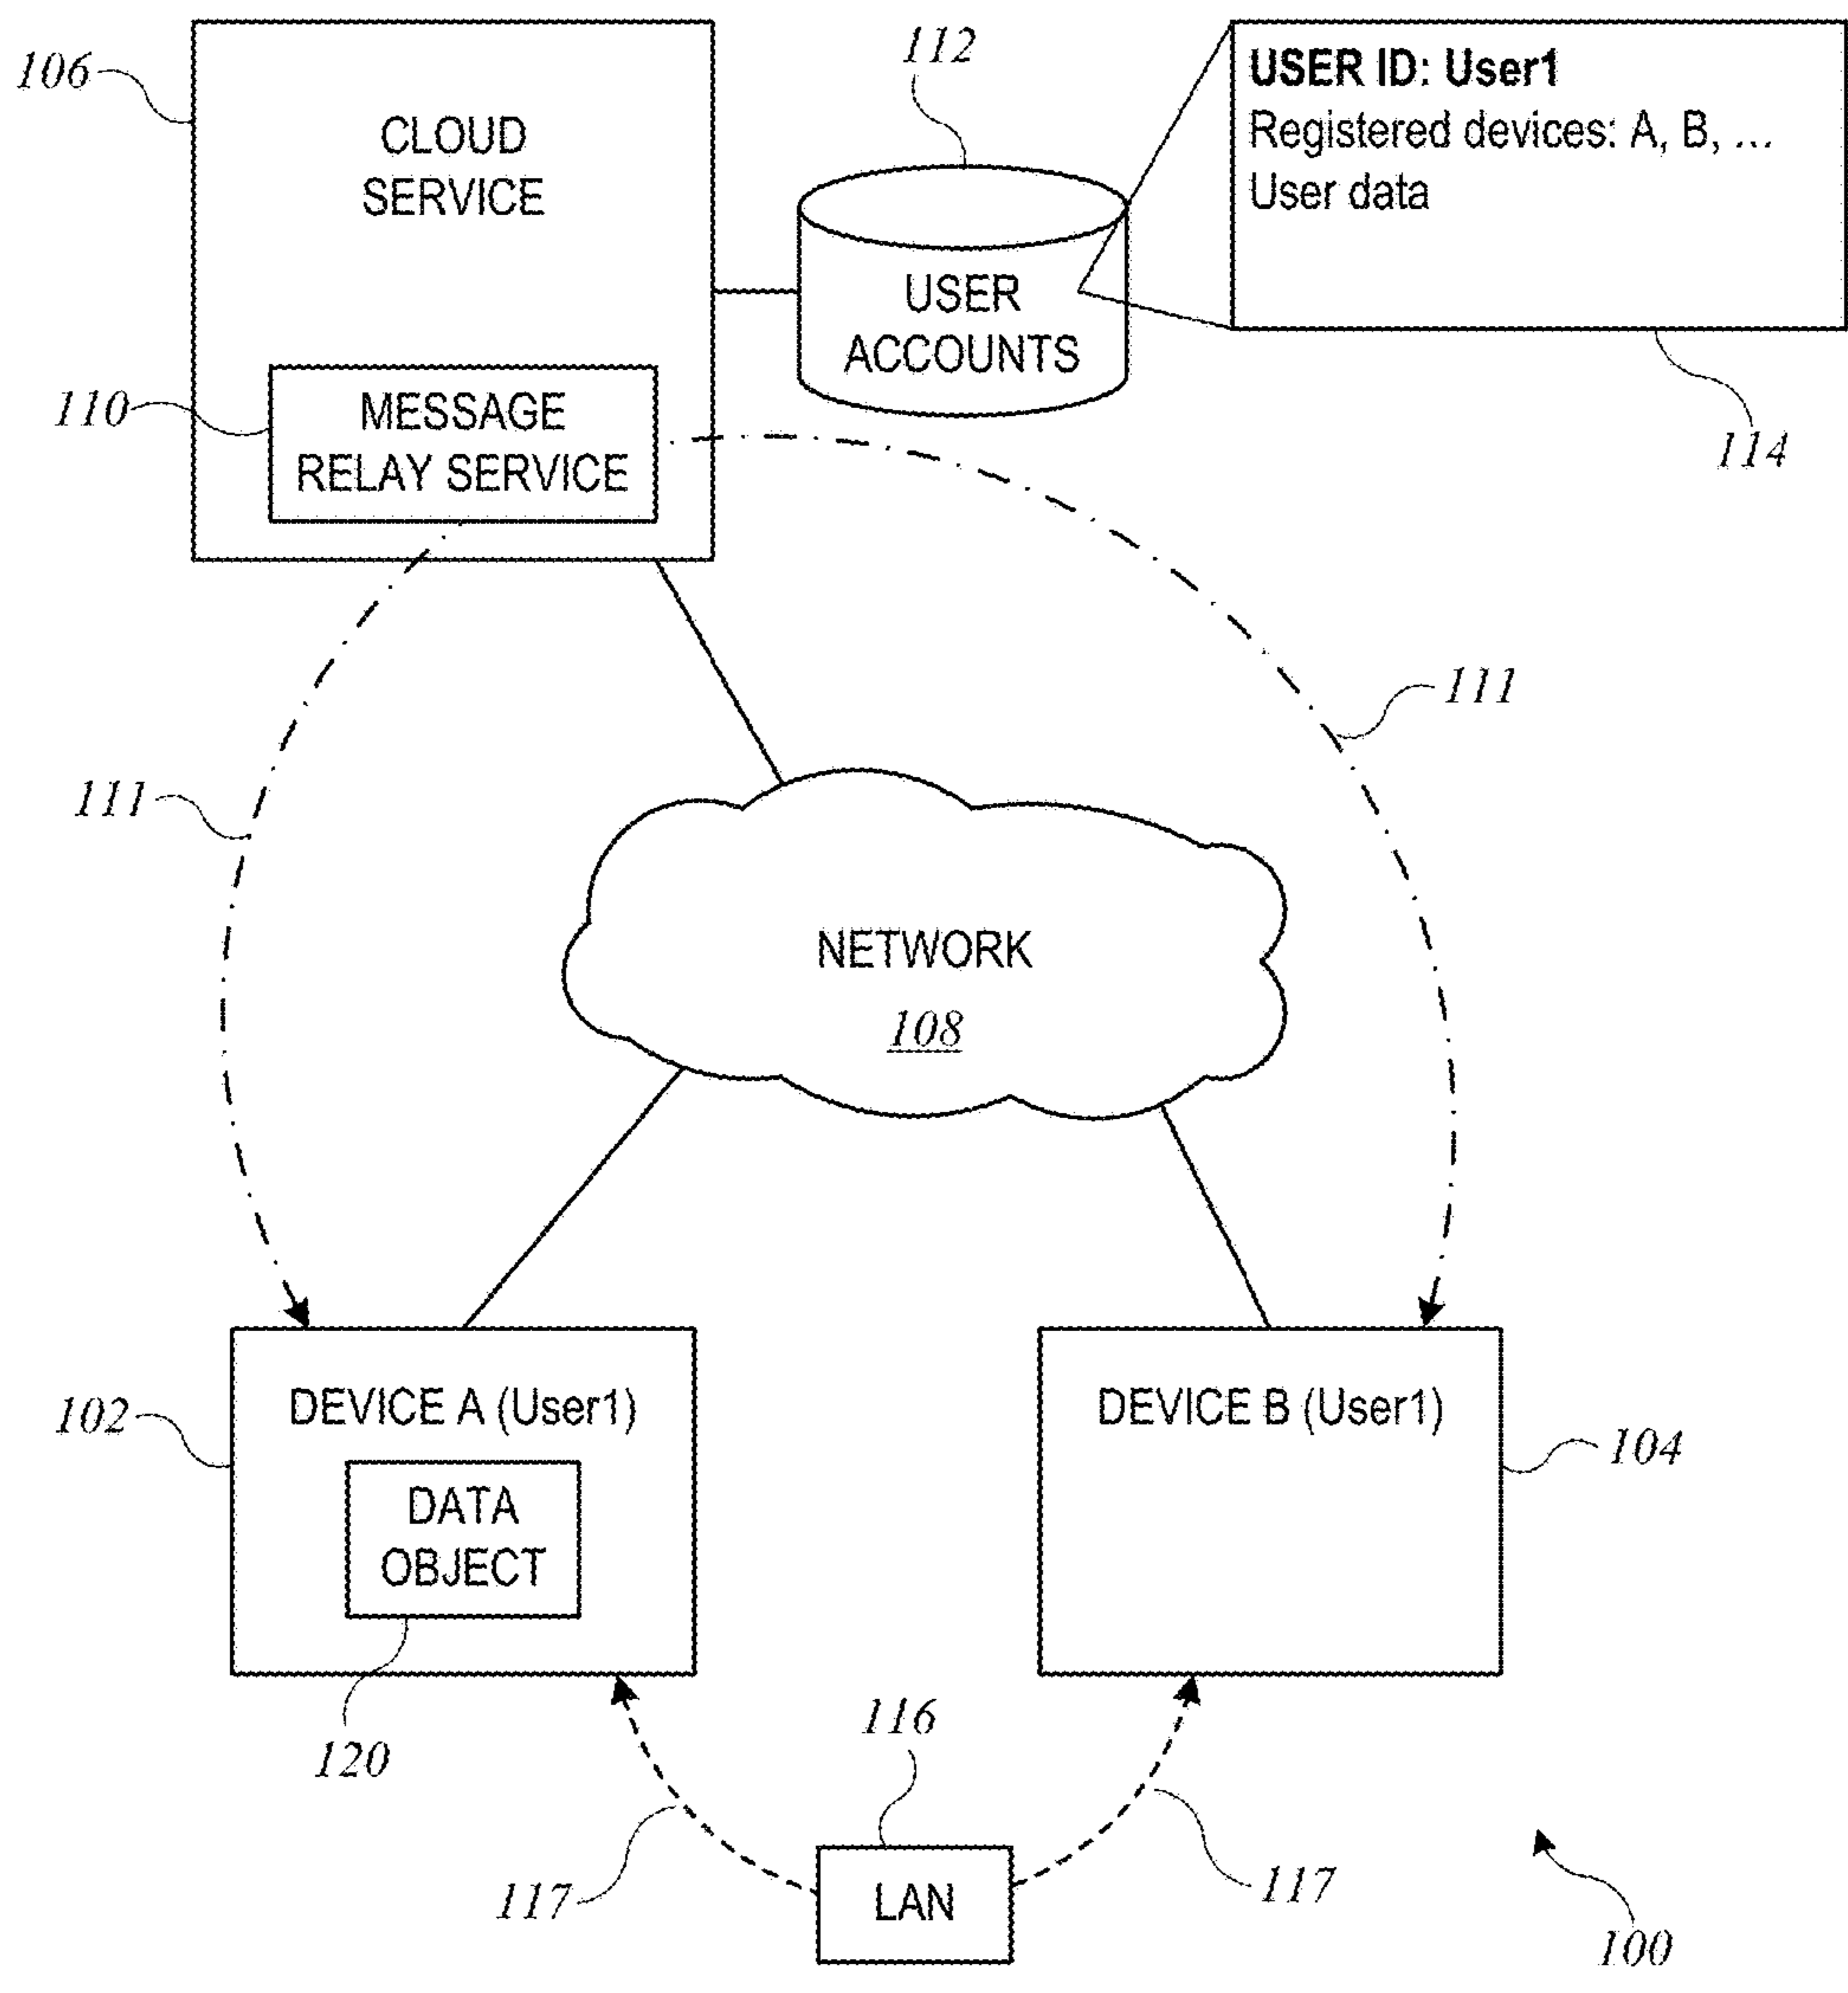 106
CLOUD
SERVICE
112
USER ID: User1
Registered devices: A, B, ...
User data
USER
ACCOUNTS
110
MESSAGE
RELAY SERVICE
114
111
111
NETWORK
108
102
DEVICE A (User1)
DATA
OBJECT
120
DEVICE B (User1)
104
116
117
LAN
117
100